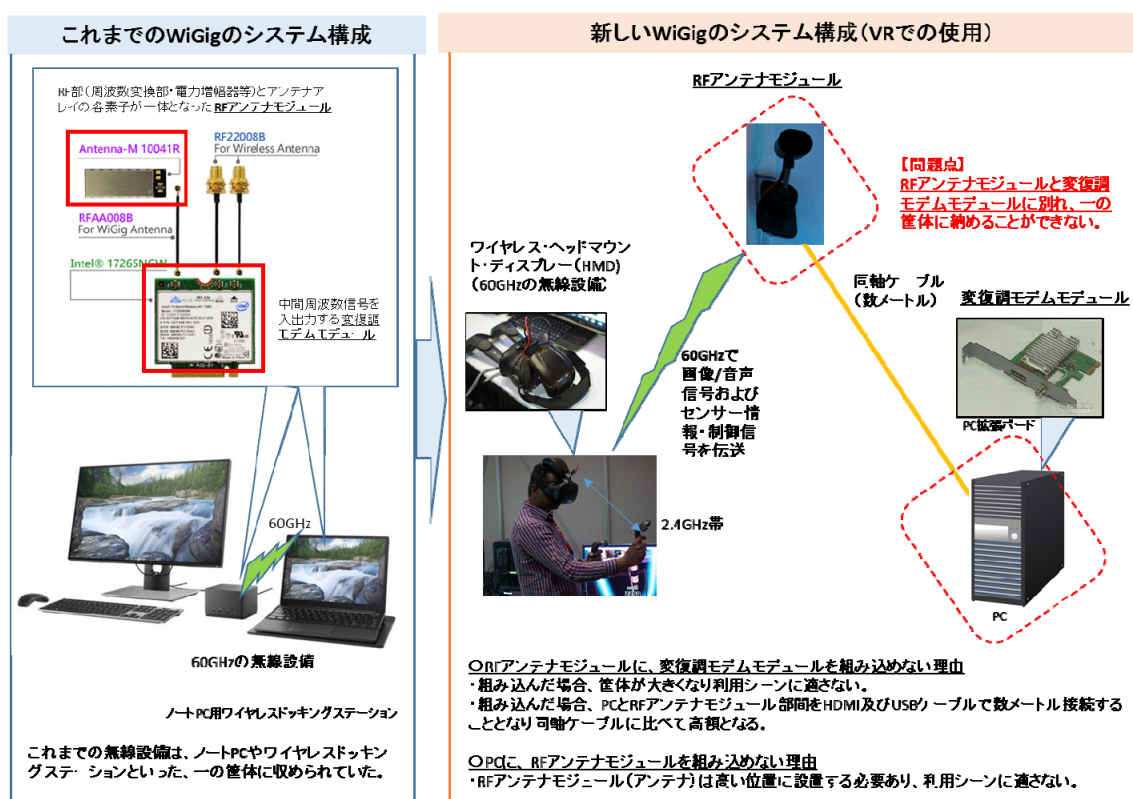 これまでのWiGigのシステム構成
RF部(周波数変換部・電力増幅器等)とアンテナア
レイの各素子が一体となったRFアンテナモジュール
Antenna-M 10041R
RF22008B
For Wireless Antenna
RFAA008B
For WiGig Antenna
Intel® 17265NGW
中間周波数信号を
入出力する変復調
モデムモデュール
60GHz
60GHzの無線設備
ノートPC用ワイヤレスドッキングステーション
これまでの無線設備は、ノートPCやワイヤレスドッキン
グステーションといった、一の筐体に収められていた。
新しいWiGigのシステム構成(VRでの使用)
RFアンテナモジュール
【問題点】
RFアンテナモジュールと変復調
モデムモデュールに別れ、一の
筐体に納めることができない。
ワイヤレス・ヘッドマウン
ト・ディスプレー(HMD)
(60GHzの無線設備)
同軸ケーブル
(数メートル)
変復調モデムモデュール
PC拡張バード
60GHzで
画像/音声
信号および
センサー情
報・制御信
号を伝送
2.4GHz帯
PC
〇RFアンテナモジュールに、変復調モデムモデュールを組み込めない理由
・組み込んだ場合、筐体が大きくなり利用シーンに適さない。
・組み込んだ場合、PCとRFアンテナモジュール部間をHDMI及びUSBケーブルで数メートル接続する
こととなり同軸ケーブルに比べて高額となる。
〇PCに、RFアンテナモジュールを組み込めない理由
・RFアンテナモジュール(アンテナ)は高い位置に設置する必要あり、利用シーンに適さない。